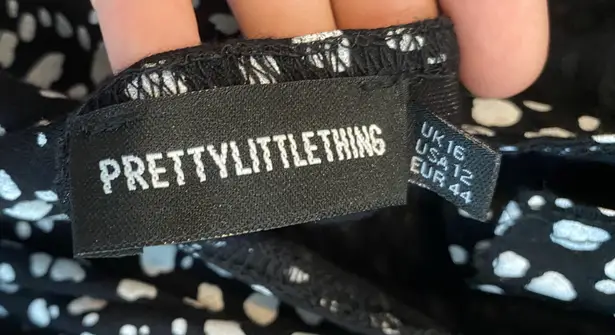 PRETTYLITTLETHING
UK 16
USA 12
EUR 44